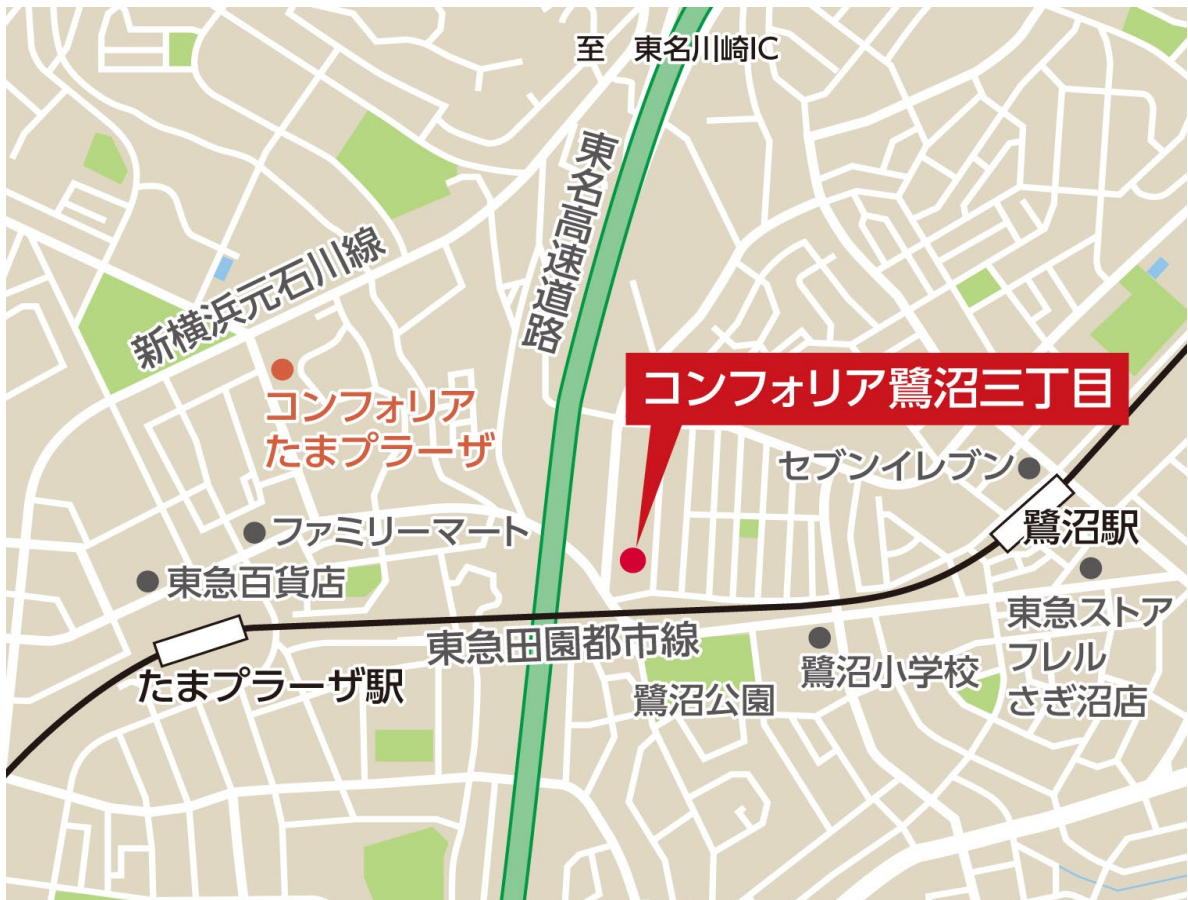 至 東名川崎IC
東名高速道路
新横浜元石川線
コンフォリア
たまプラーザ
コンフォリア鷺沼三丁目
セブンイレブン
鷺沼駅
ファミリーマート
東急百貨店
東急ストア
フレル
さぎ沼店
東急田園都市線
鷺沼小学校
たまプラーザ駅
鷺沼公園